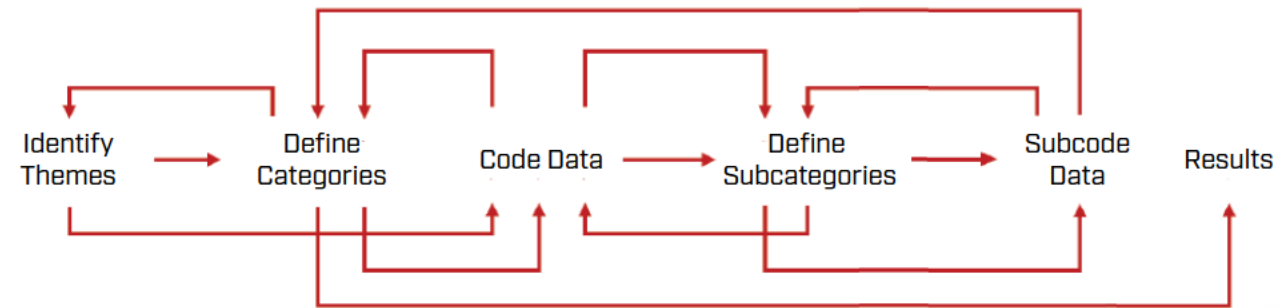 Identify
Themes
Define
Categories
Code Data
Define
Subcategories
Subcode
Data
Results